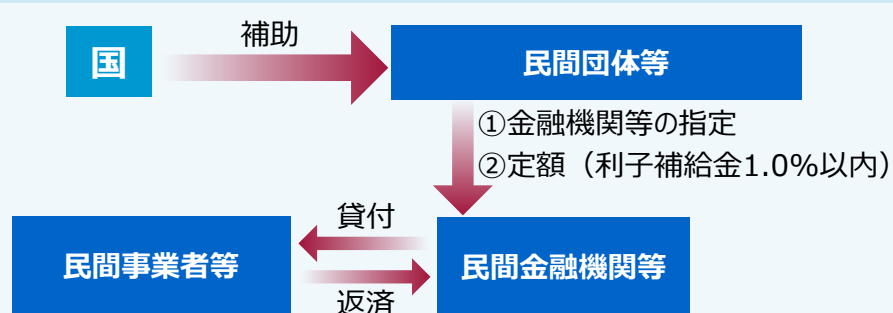 国
補助
民間団体等
①金融機関等の指定
②定額（利子補給金1.0%以内）
貸付
民間事業者等
民間金融機関等
返済